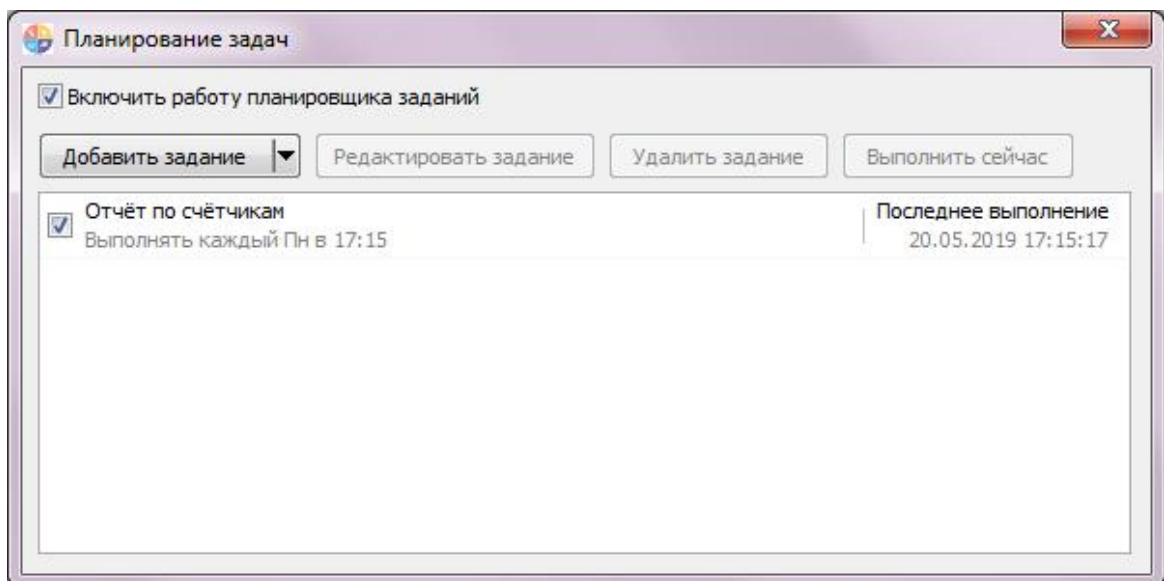 Планирование задач
Включить работу планировщика заданий
Добавить задание Редактировать задание Удалить задание Выполнить сейчас
Отчёт по счётчикам Последнее выполнение
Выполнять каждый Пн в 17:15 20.05.2019 17:15:17